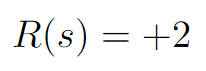 R(s) = +2